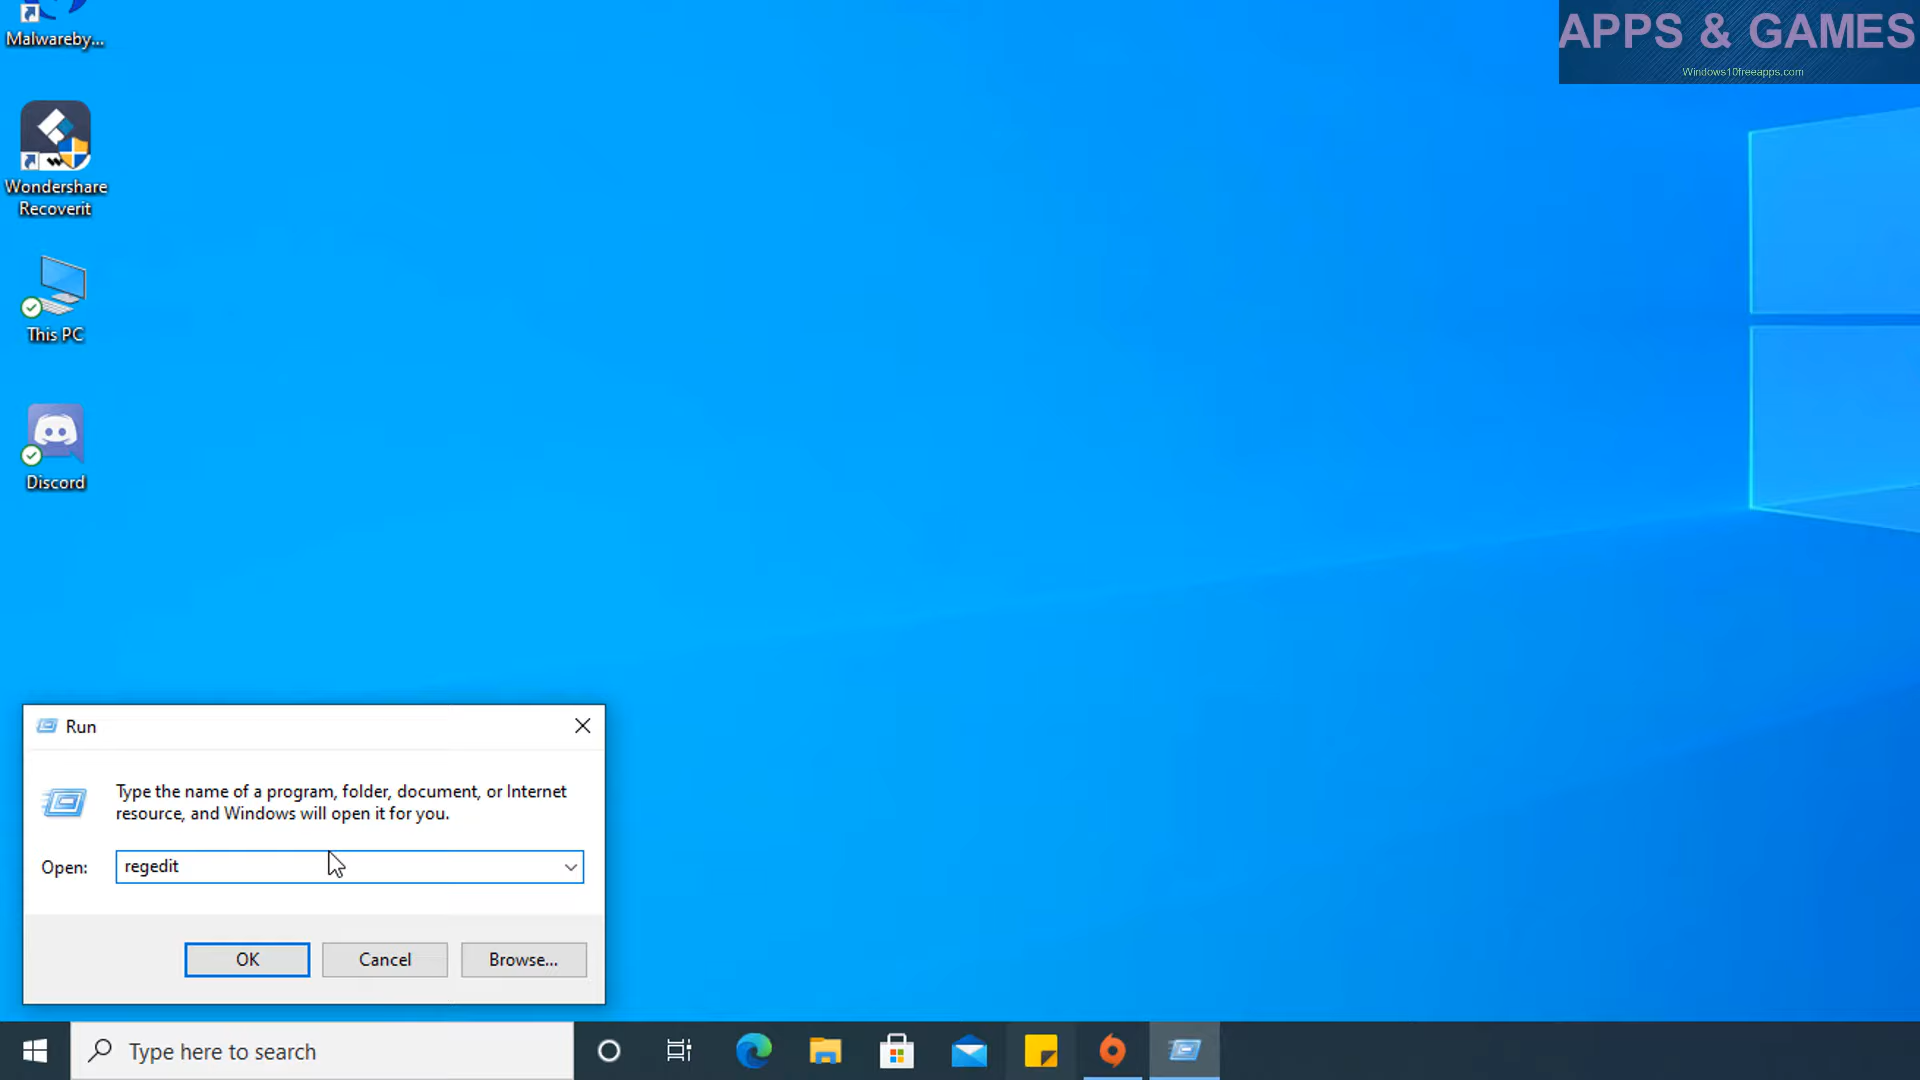 Malwareby...
APPS & GAMES
Windows10freeapps.com
Wondershare
Recoverit
This PC
Discord
Run
Type the name of a program, folder, document, or Internet
resource, and Windows will open it for you.
Open: regedit
OK Cancel Browse...
Type here to search